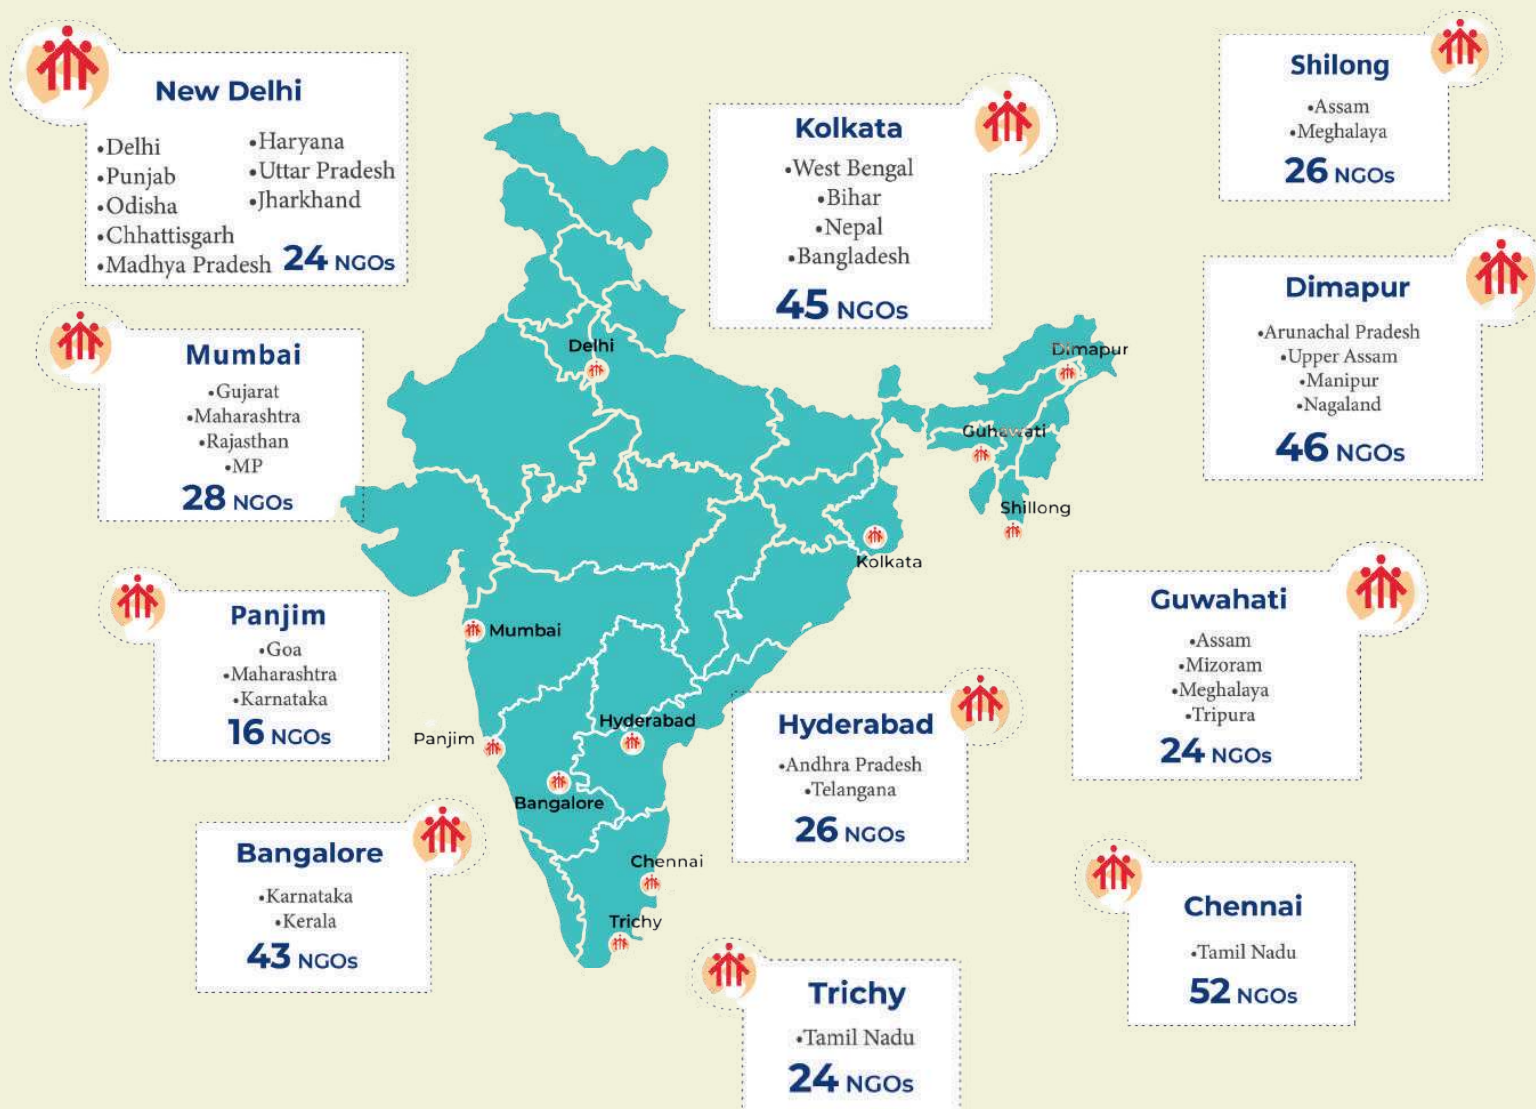 New Delhi
•Delhi
•Punjab
•Odisha
•Chhattisgarh
•Madhya Pradesh
•Haryana
•Uttar Pradesh
•Jharkhand
24 NGOs
Kolkata
•West Bengal
•Bihar
•Nepal
•Bangladesh
45 NGOs
Shilong
•Assam
•Meghalaya
26 NGOs
Mumbai
•Gujarat
•Maharashtra
•Rajasthan
•MP
28 NGOs
Dimapur
•Arunachal Pradesh
•Upper Assam
•Manipur
•Nagaland
46 NGOs
Delhi
Dimapur
Guhawati
Shillong
Kolkata
Mumbai
Hyderabad
Panjim
Bangalore
Chennai
Trichy
Panjim
•Goa
•Maharashtra
•Karnataka
16 NGOs
Guwahati
•Assam
•Mizoram
•Meghalaya
•Tripura
24 NGOs
Hyderabad
•Andhra Pradesh
•Telangana
26 NGOs
Bangalore
•Karnataka
•Kerala
43 NGOs
Chennai
•Tamil Nadu
52 NGOs
Trichy
•Tamil Nadu
24 NGOs